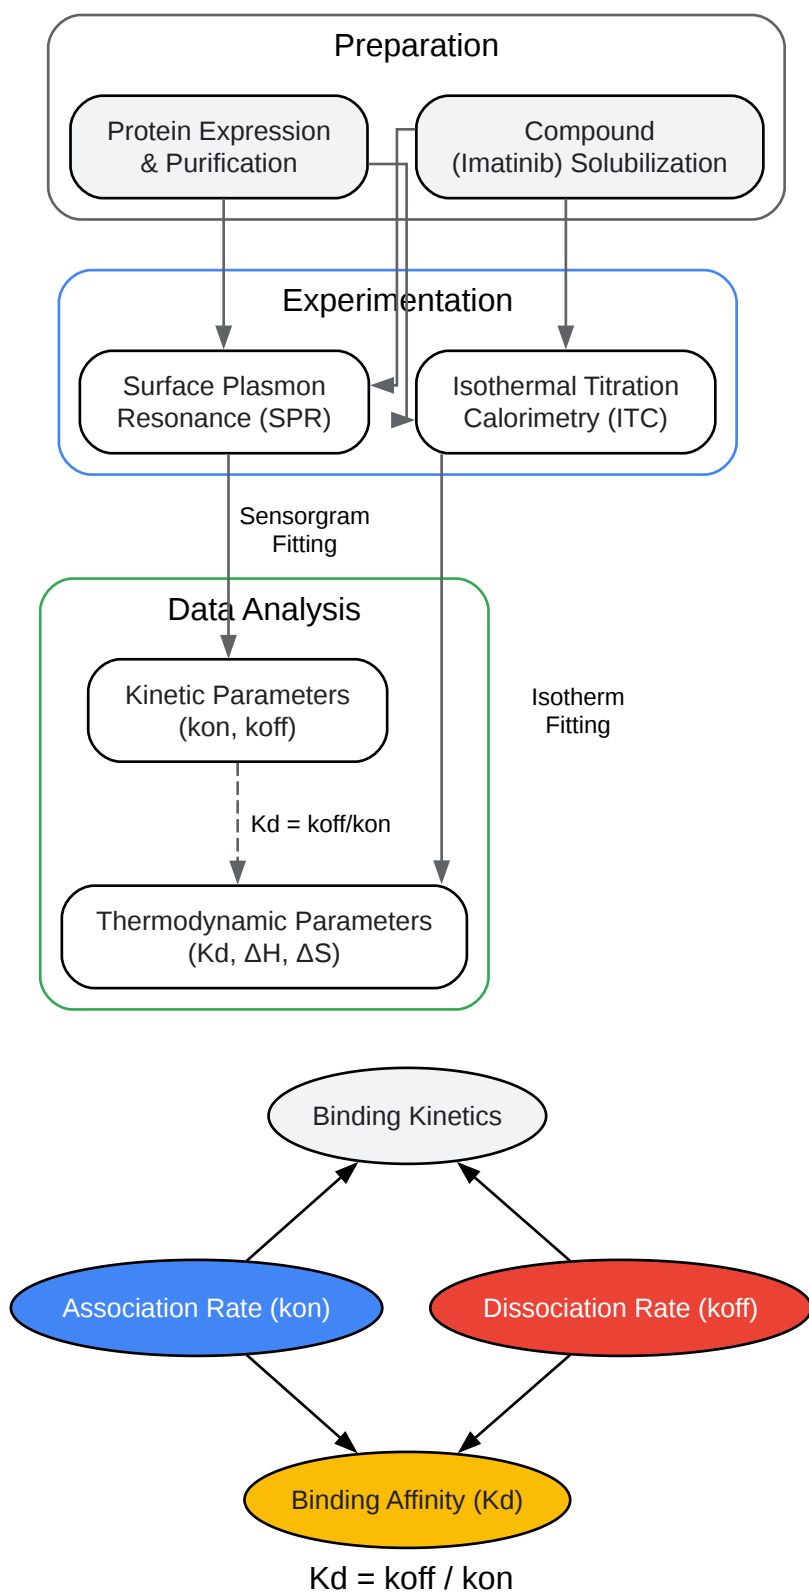 Preparation
Protein Expression
& Purification
Compound
(Imatinib) Solubilization
Experimentation
Surface Plasmon
Resonance (SPR)
Isothermal Titration
Calorimetry (ITC)
Sensorgram
Fitting
Data Analysis
Kinetic Parameters
(kon, koff)
Isotherm
Fitting
Kd = koff/kon
Thermodynamic Parameters
(Kd, ΔH, ΔS)
Binding Kinetics
Association Rate (kon)
Dissociation Rate (koff)
Binding Affinity (Kd)
Kd = koff / kon